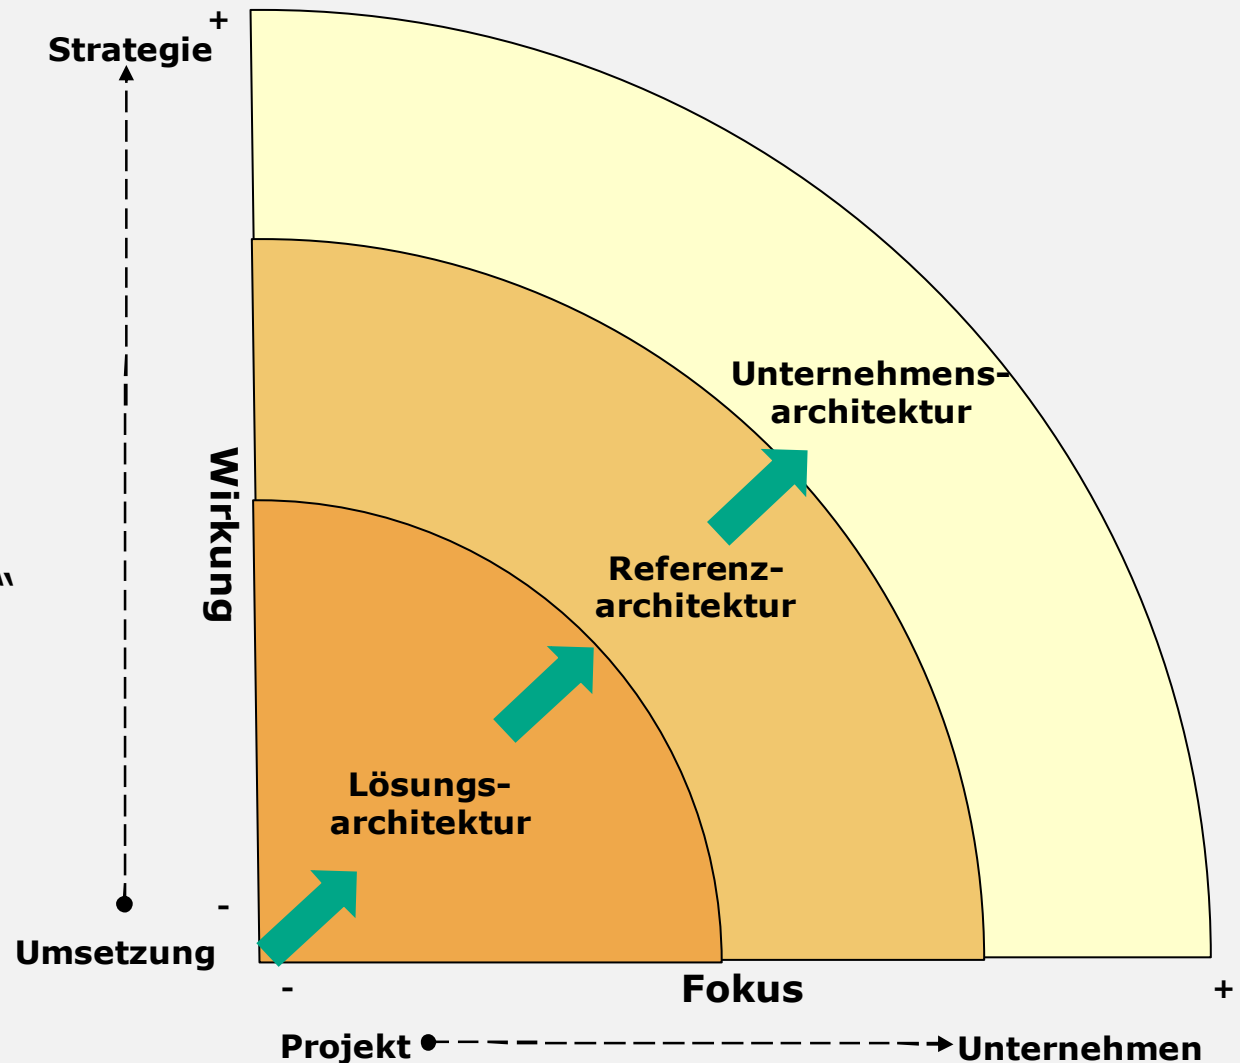 +
Strategie
Unternehmens-
architektur
Wirkung
“
Referenz-
architektur
Lösungs-
architektur
-
Umsetzung
-
Fokus
+
Projekt
Unternehmen